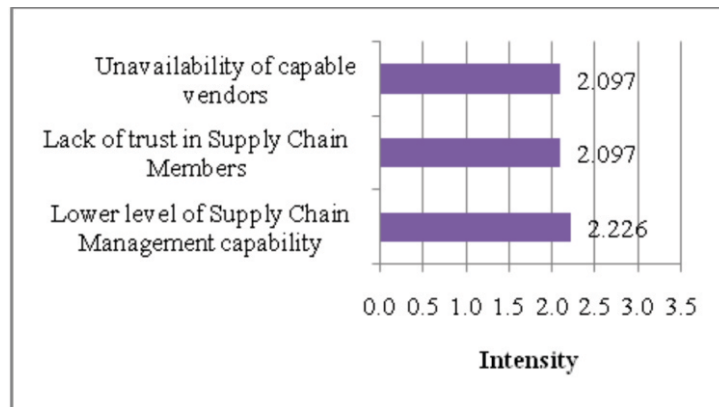 Unavailability of capable
vendors
2.097
Lack of trust in Supply Chain
Members
2.097
Lower level of Supply Chain
Management capability
2.226
0.0 0.5 1.0 1.5 2.0 2.5 3.0 3.5
Intensity